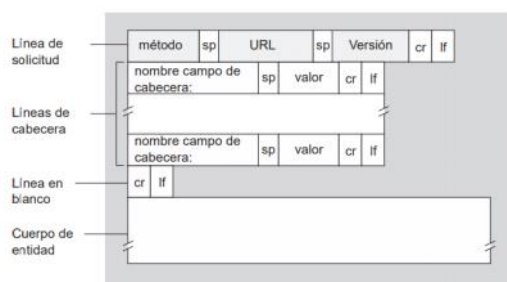 Línea de
solicitud
método sp URL sp Versión cr lf
nombre campo de
cabecera:
sp valor cr lf
Líneas de
cabecera
nombre campo de
cabecera:
sp valor cr lf
Línea en
blanco
cr lf
Cuerpo de
entidad